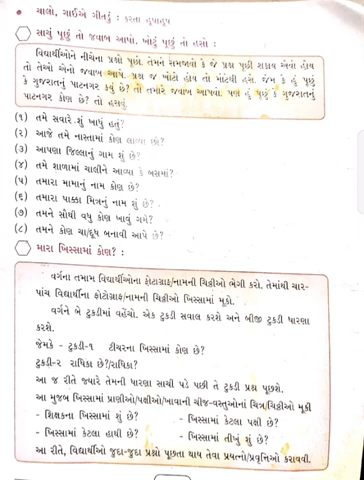 ચાલો, ગાઈએ ગીતડું : ફરતા લુપાલુપ
સાચું પૂછું તો જવાબ આપો. ખોટું પૂછું તો હસો :
વિદ્યાર્થીઓને નીચેના પ્રશ્નો પૂછો. તેમને સમજાવો કે જે પ્રશ્ન પૂછી શકાય એવો હોય
તો તેઓ એનો જવાબ આપે. પ્રશ્ન જ ખોટો હોય તો મોટેથી હસે. જેમ કે હું પૂછું
કે ગુજરાતનું પાટનગર કયું છે? તો તમારે જવાબ આપવો. પણ હું પૂછું કે ગુજરાતનું
પાટનગર કોણ છે? તો હસવું.
(૧) તમે સવારે શું ખાધું હતું?
(૨) આજે તમે નાસ્તામાં કોણ લાવ્યા છો?
(૩) આપણા જિલ્લાનું ગામ શું છે?
(૪) તમે શાળામાં ચાલીને આવ્યા કે બસમાં?
(૫) તમારા મામાનું નામ કોણ છે?
(૬) તમારા પાક્કા મિત્રનું નામ શું છે?
(૭) તમને સૌથી વધુ કોણ ખાવું ગમે?
(૮) તમને કોણ ચા/દૂધ બનાવી આપે છે?
મારા ખિસ્સામાં કોણ? :
વર્ગના તમામ વિદ્યાર્થીઓના ફોટોગ્રાફ/નામની ચિઠ્ઠીઓ ભેગી કરો. તેમાંથી ચાર-
પાંચ વિદ્યાર્થીના ફોટોગ્રાફ/નામની ચિઠ્ઠીઓ ખિસ્સામાં મૂકો.
વર્ગને બે ટુકડીમાં વહેંચો. એક ટુકડી સવાલ કરશે અને બીજી ટુકડી ધારણા
કરશે.
જેમકે - ટુકડી-૧ ટીચરના ખિસ્સામાં કોણ છે?
ટુકડી-૨ રાધિકા છે?/રાધિકા?
આ જ રીતે જ્યારે તેમની ધારણા સાચી પડે પછી તે ટુકડી પ્રશ્ન પૂછશે.
આ મુજબ ખિસ્સામાં પ્રાણીઓ/પક્ષીઓ/ખાવાની ચીજ-વસ્તુઓનાં ચિત્ર/ચિઠ્ઠીઓ મૂકી
- શિક્ષકના ખિસ્સામાં શું છે? - ખિસ્સામાં કેટલા પક્ષી છે?
- ખિસ્સામાં કેટલા હાથી છે? - ખિસ્સામાં તીખું શું છે?
આ રીતે, વિદ્યાર્થીઓ જુદા-જુદા પ્રશ્નો પૂછતા થાય તેવા પ્રયત્નો/પ્રવૃત્તિઓ કરાવવી.